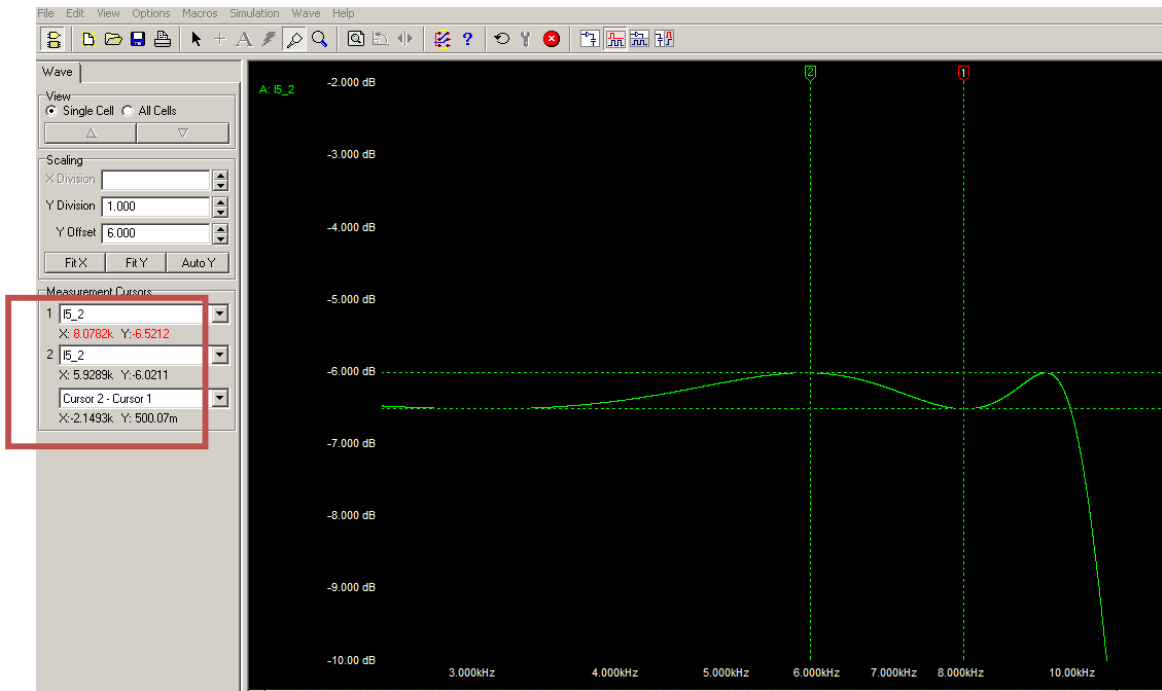 File Edit View Options Macros Simulation Wave Help
A ?
Wave
View
Single Cell All Cells
Scaling
X Division
Y Division 1.000
Y Offset 6.000
Fit X Fit Y Auto Y
Measurement Cursors
1 I5_2
X: 8.0782k Y:-6.5212
2 I5_2
X: 5.9289k Y:-6.0211
Cursor 2 - Cursor 1
X:-2.1493k Y: 500.07m
A: I5_2
2 1
-2.000 dB
-3.000 dB
-4.000 dB
-5.000 dB
-6.000 dB
-7.000 dB
-8.000 dB
-9.000 dB
-10.00 dB
3.000kHz 4.000kHz 5.000kHz 6.000kHz 7.000kHz 8.000kHz 10.00kHz